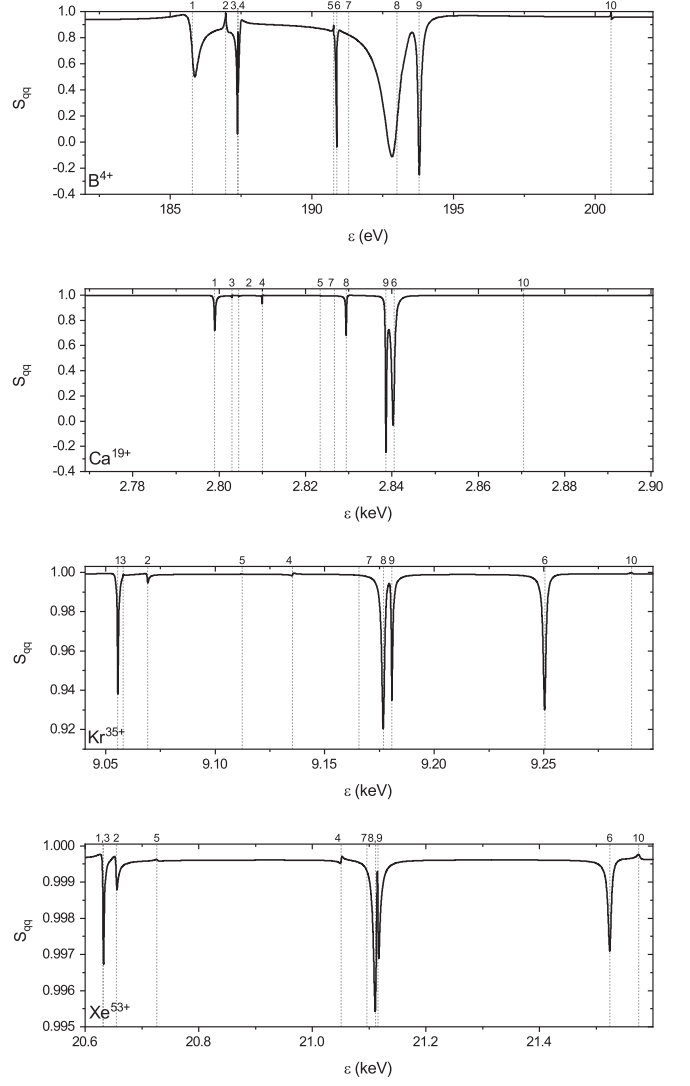 1 2 3,4 5 6 7 8 9 10
1.0
0.8
0.6
0.4
0.2
0.0
-0.2
-0.4
S_qq
B⁴⁺
185 190 195 200
ε (eV)
1 3 2 4 5 7 8 9 6 10
1.0
0.8
0.6
0.4
0.2
0.0
-0.2
-0.4
S_qq
Ca¹⁹⁺
2.78 2.80 2.82 2.84 2.86 2.88 2.90
ε (keV)
1 3 2 5 4 7 8 9 6 10
1.00
0.98
0.96
0.94
0.92
S_qq
Kr³⁵⁺
9.05 9.10 9.15 9.20 9.25
ε (keV)
1,3 2 5 4 7 8,9 6 10
1.000
0.999
0.998
0.997
0.996
0.995
S_qq
Xe⁵³⁺
20.6 20.8 21.0 21.2 21.4
ε (keV)